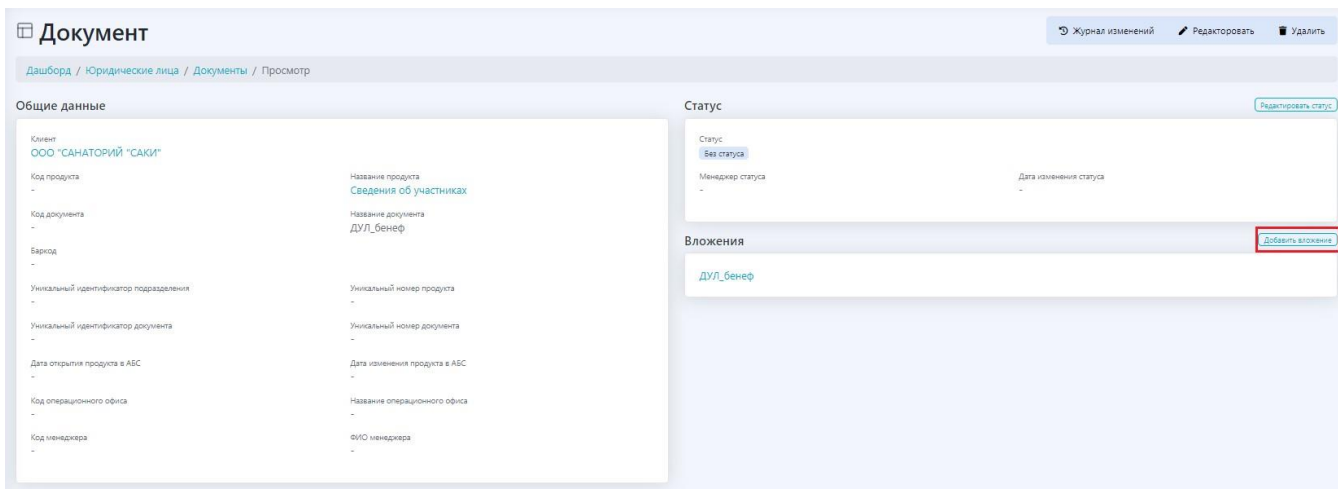 Документ
Журнал изменений
Редакторовать
Удалить
Дашборд / Юридические лица / Документы / Просмотр
Общие данные
Клиент
ООО "САНАТОРИЙ "САКИ"
Код продукта
-
Название продукта
Сведения об участниках
Код документа
-
Название документа
ДУЛ_бенеф
Баркод
-
Уникальный идентификатор подразделения
-
Уникальный номер продукта
-
Уникальный идентификатор документа
-
Уникальный номер документа
-
Дата открытия продукта в АБС
-
Дата изменения продукта в АБС
-
Код операционного офиса
-
Название операционного офиса
-
Код менеджера
-
ФИО менеджера
-
Статус
Редактировать статус
Статус
Без статуса
Менеджер статуса
-
Дата изменения статуса
-
Вложения
Добавить вложение
ДУЛ_бенеф